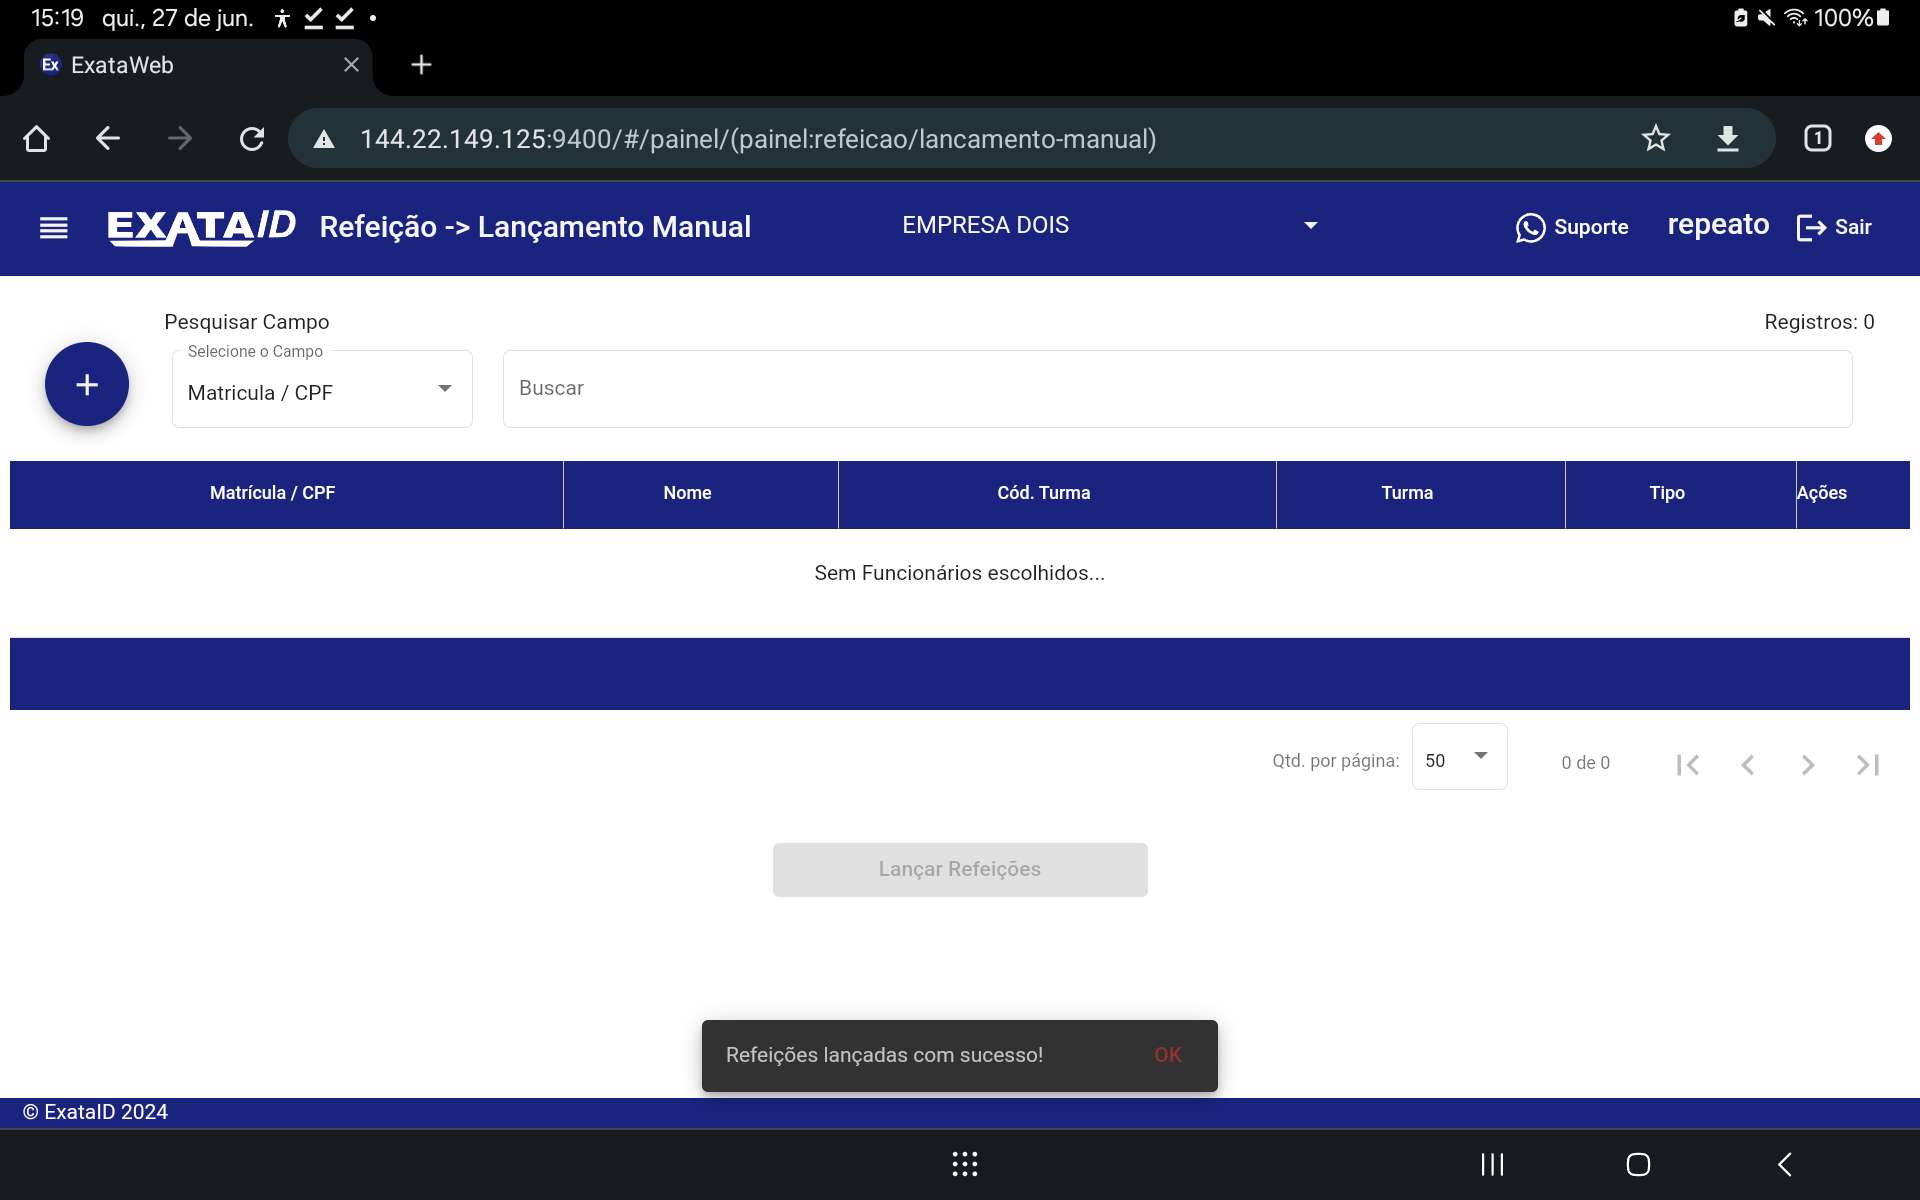 15:19 qui., 27 de jun. 100%
Ex ExataWeb
144.22.149.125:9400/#/painel/(painel:refeicao/lancamento-manual) 1
EXATAID Refeição -> Lançamento Manual EMPRESA DOIS Suporte repeato Sair
Pesquisar Campo Registros: 0
Selecione o Campo
Matricula / CPF Buscar
Matrícula / CPF Nome Cód. Turma Turma Tipo Ações
Sem Funcionários escolhidos...
Qtd. por página: 50 0 de 0
Lançar Refeições
Refeições lançadas com sucesso! OK
© ExataID 2024